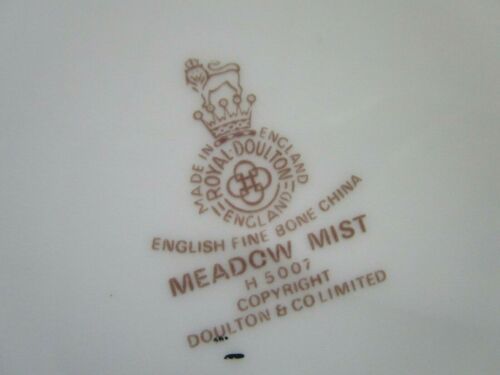 MADE IN ENGLAND
ROYAL·DOULTON
ENGLAND
ENGLISH FINE BONE CHINA
MEADOW MIST
H 5007
COPYRIGHT
DOULTON & CO LIMITED